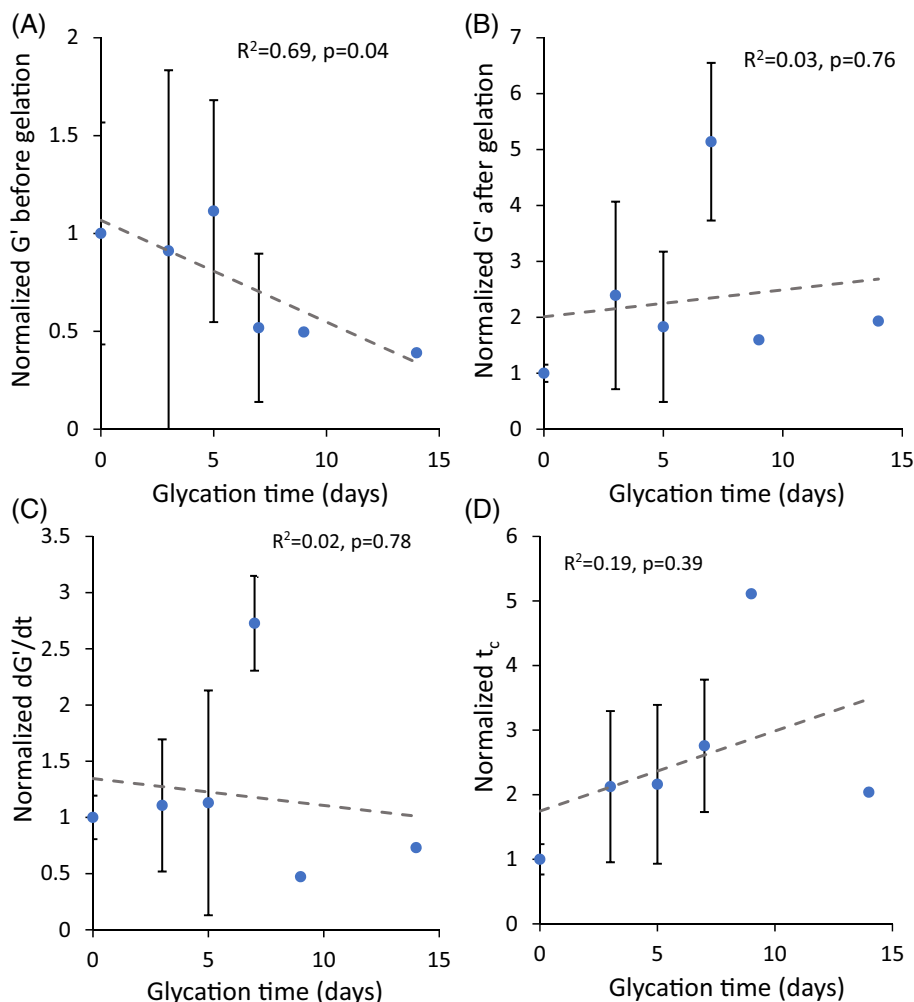 (A)
R²=0.69, p=0.04
Normalized G' before gelation
2
1.5
1
0.5
0
0 5 10 15
Glycation time (days)
(B)
R²=0.03, p=0.76
Normalized G' after gelation
7
6
5
4
3
2
1
0
0 5 10 15
Glycation time (days)
(C)
R²=0.02, p=0.78
Normalized dG'/dt
3.5
3
2.5
2
1.5
1
0.5
0
0 5 10 15
Glycation time (days)
(D)
R²=0.19, p=0.39
Normalized t_c
6
5
4
3
2
1
0
0 5 10 15
Glycation time (days)